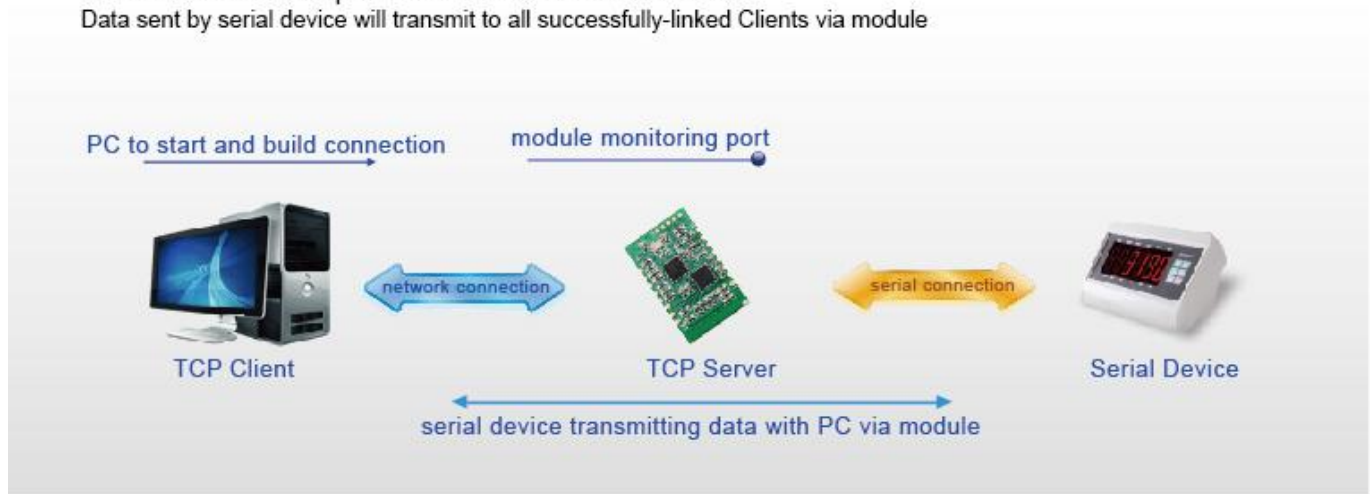 Data sent by serial device will transmit to all successfully-linked Clients via module
PC to start and build connection
module monitoring port
network connection
serial connection
TCP Client
TCP Server
Serial Device
serial device transmitting data with PC via module